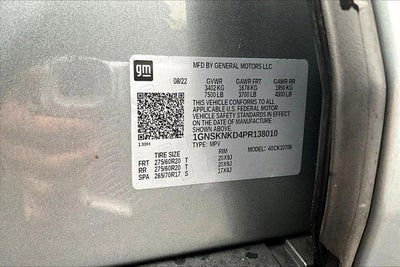 gm
MFD BY GENERAL MOTORS LLC
08/22 GVWR GAWR FRT GAWR RR
3402 KG 1678 KG 1950 KG
7500 LB 3700 LB 4300 LB
THIS VEHICLE CONFORMS TO ALL
APPLICABLE U.S. FEDERAL MOTOR
VEHICLE SAFETY STANDARDS IN
EFFECT ON THE DATE OF
MANUFACTURE SHOWN ABOVE.
1GNSKNKD4PR138010
TYPE: MPV MODEL: 4CK10706
TIRE SIZE RIM
FRT 275/60R20 T 20X9J
RR 275/60R20 T 20X9J
SPA 265/70R17 S 17X8J